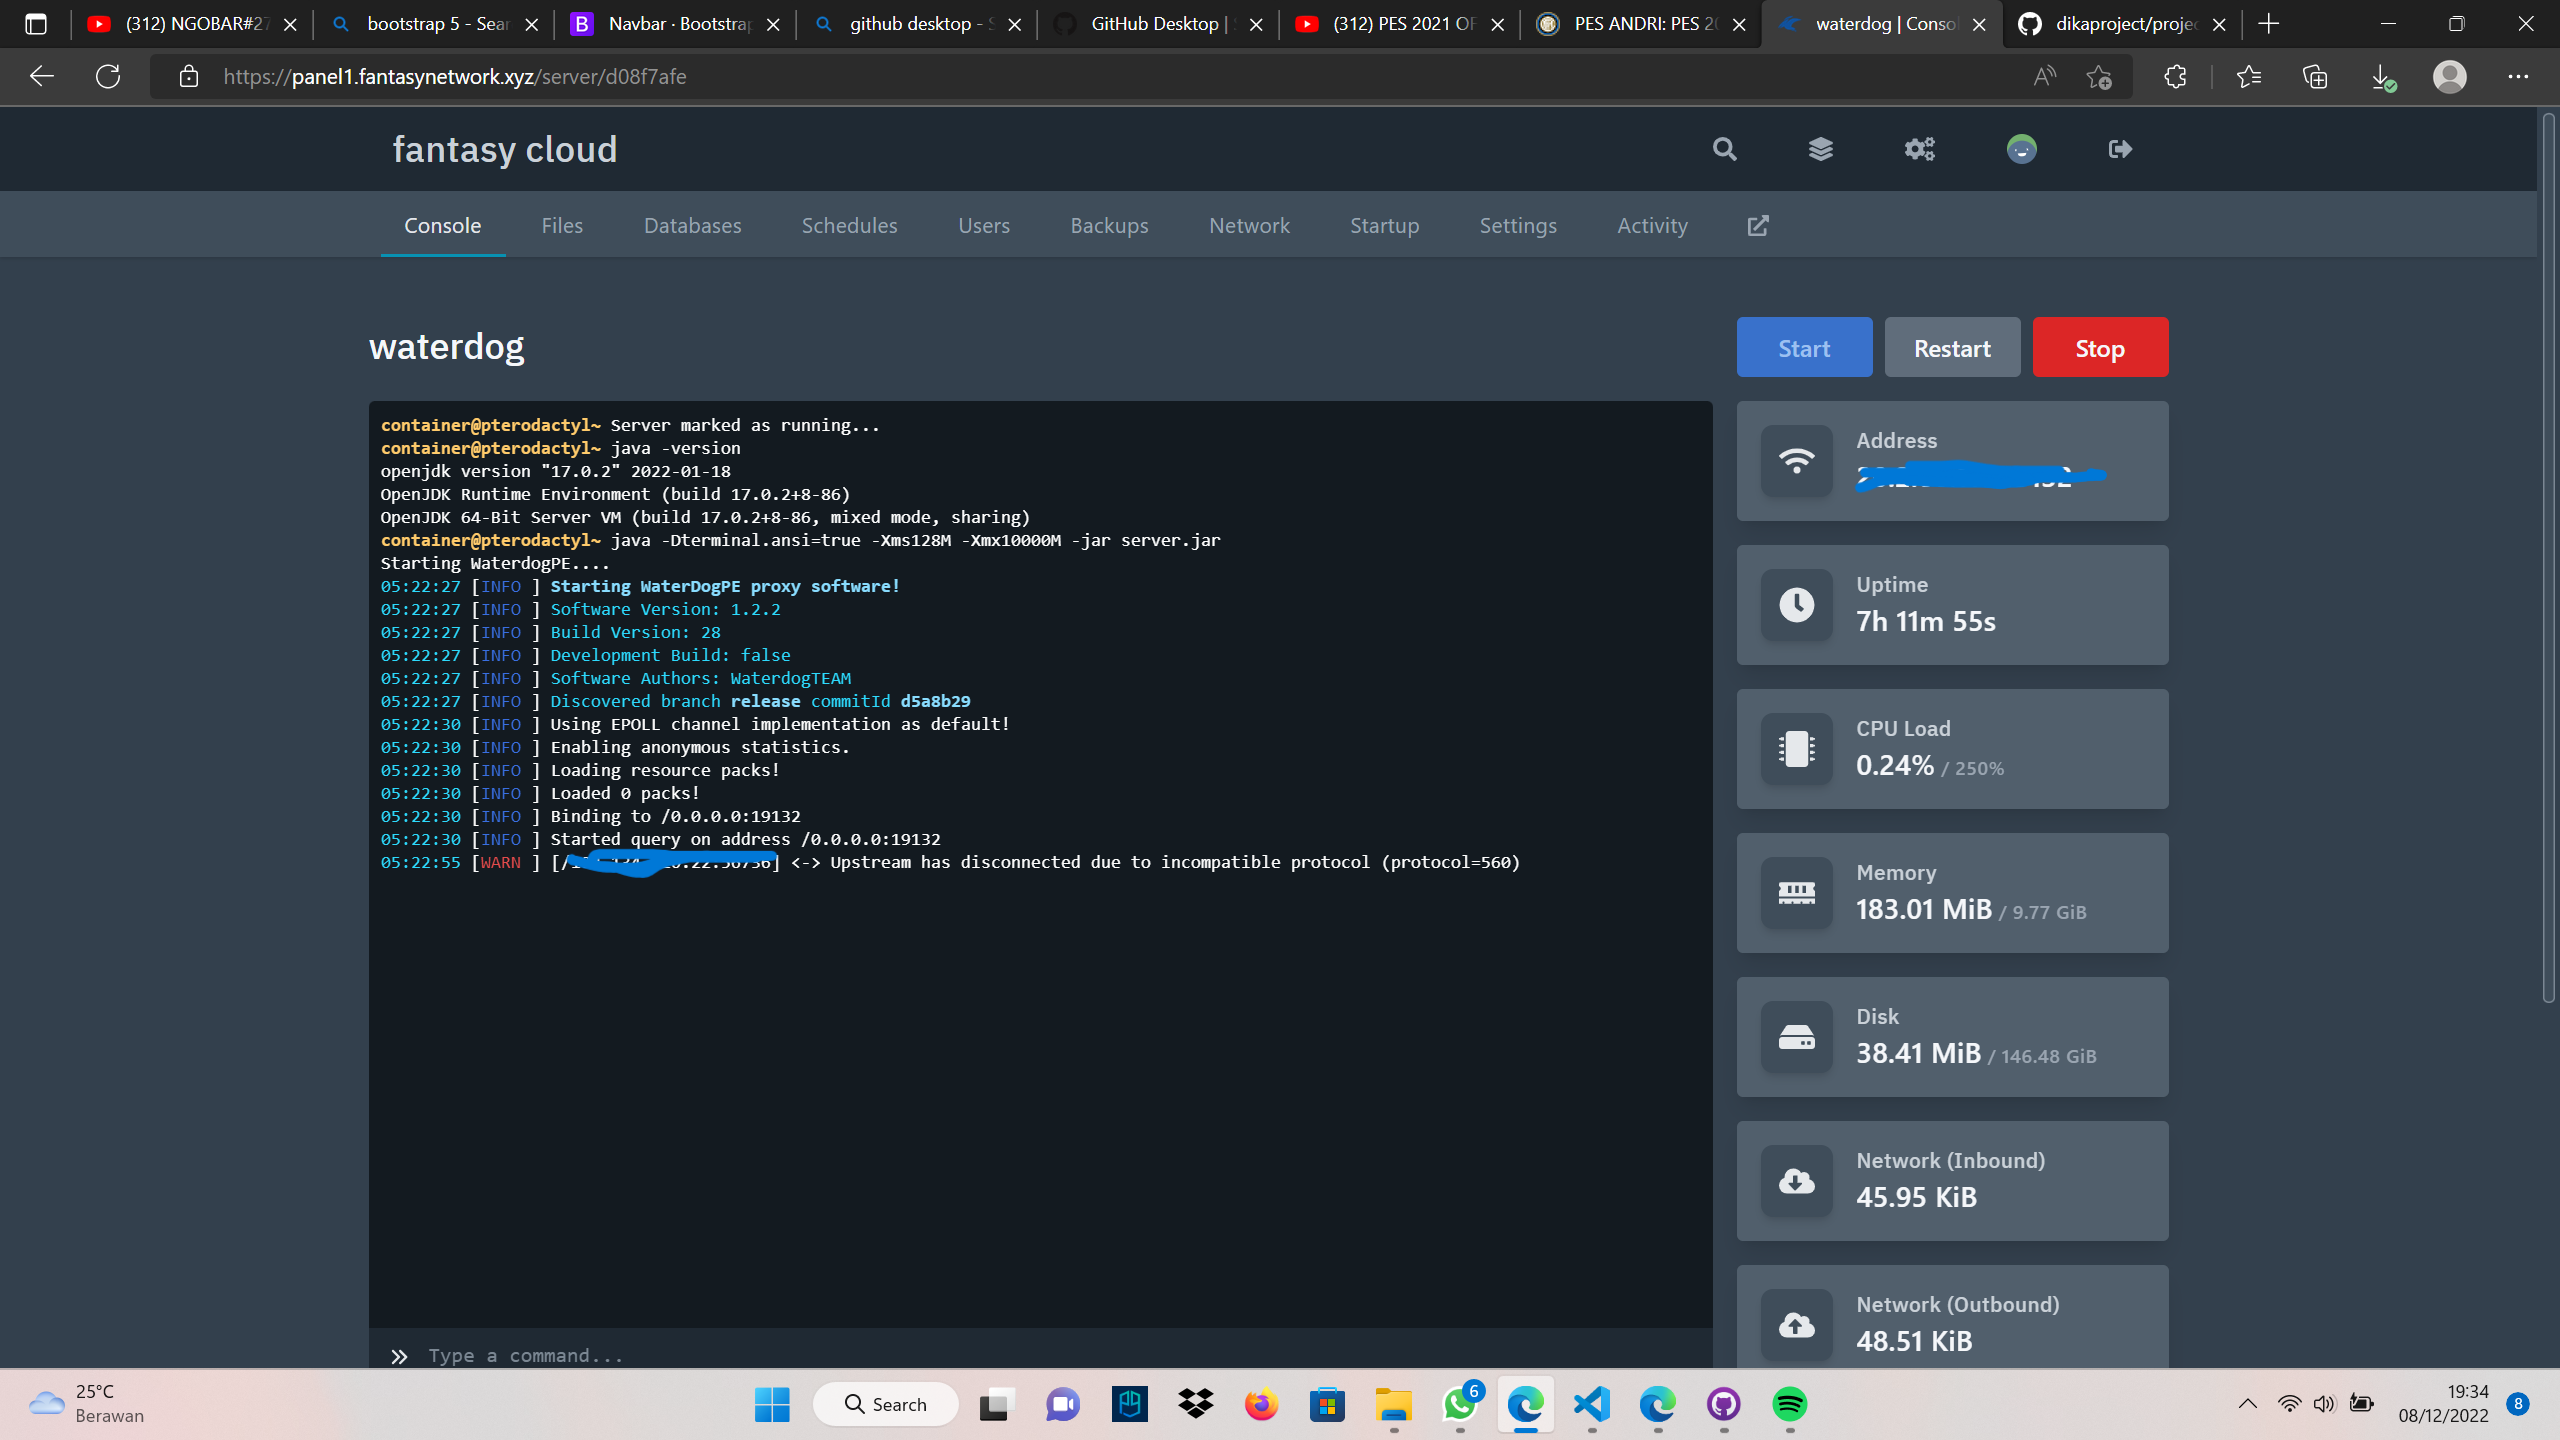 (312) NGOBAR#27
bootstrap 5 - Sear
Navbar · Bootstrap
github desktop - S
GitHub Desktop | S
(312) PES 2021 OF
PES ANDRI: PES 20
waterdog | Consol
dikaproject/projec
https://panel1.fantasynetwork.xyz/server/d08f7afe
fantasy cloud
Console Files Databases Schedules Users Backups Network Startup Settings Activity
waterdog
Start Restart Stop
container@pterodactyl~ Server marked as running...
container@pterodactyl~ java -version
openjdk version "17.0.2" 2022-01-18
OpenJDK Runtime Environment (build 17.0.2+8-86)
OpenJDK 64-Bit Server VM (build 17.0.2+8-86, mixed mode, sharing)
container@pterodactyl~ java -Dterminal.ansi=true -Xms128M -Xmx10000M -jar server.jar
Starting WaterdogPE....
05:22:27 [INFO ] Starting WaterDogPE proxy software!
05:22:27 [INFO ] Software Version: 1.2.2
05:22:27 [INFO ] Build Version: 28
05:22:27 [INFO ] Development Build: false
05:22:27 [INFO ] Software Authors: WaterdogTEAM
05:22:27 [INFO ] Discovered branch release commitId d5a8b29
05:22:30 [INFO ] Using EPOLL channel implementation as default!
05:22:30 [INFO ] Enabling anonymous statistics.
05:22:30 [INFO ] Loading resource packs!
05:22:30 [INFO ] Loaded 0 packs!
05:22:30 [INFO ] Binding to /0.0.0.0:19132
05:22:30 [INFO ] Started query on address /0.0.0.0:19132
05:22:55 [WARN ] <-> Upstream has disconnected due to incompatible protocol (protocol=560)
Type a command...
Address
Uptime
7h 11m 55s
CPU Load
0.24% / 250%
Memory
183.01 MiB / 9.77 GiB
Disk
38.41 MiB / 146.48 GiB
Network (Inbound)
45.95 KiB
Network (Outbound)
48.51 KiB
25°C
Berawan
Search
6
19:34
08/12/2022
8